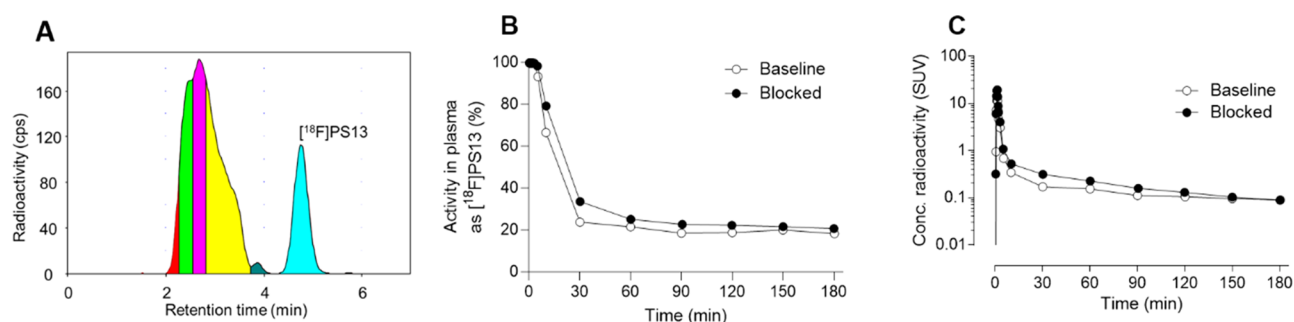 A
160
120
80
40
0
Radioactivity (cps)
[¹⁸F]PS13
0 2 4 6
Retention time (min)
B
100
80
60
40
20
0
Activity in plasma
as [¹⁸F]PS13 (%)
Baseline
Blocked
0 30 60 90 120 150 180
Time (min)
C
100
10
1
0.1
0.01
Conc. radioactivity (SUV)
Baseline
Blocked
0 30 60 90 120 150 180
Time (min)